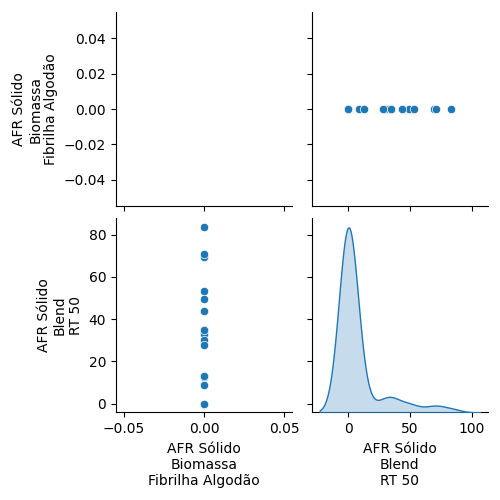 0.04
0.02
0.00
−0.02
−0.04
AFR Sólido
Biomassa
Fibrilha Algodão
80
60
40
20
0
AFR Sólido
Blend
RT 50
−0.05
0.00
0.05
AFR Sólido
Biomassa
Fibrilha Algodão
0
50
100
AFR Sólido
Blend
RT 50